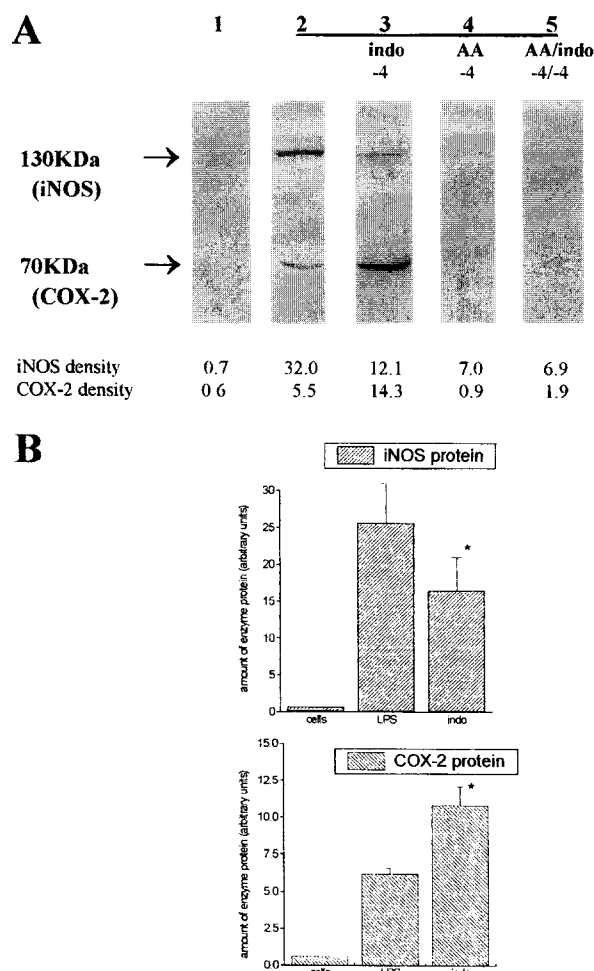 A
1 2 3 4 5
indo AA AA/indo
-4 -4 -4/-4
130KDa
(iNOS)
70KDa
(COX-2)
iNOS density 0.7 32.0 12.1 7.0 6.9
COX-2 density 0 6 5.5 14.3 0.9 1.9
B
iNOS protein
amount of enzyme protein (arbitrary units)
30
25
20
15
10
5
0
*
cells LPS indo
COX-2 protein
amount of enzyme protein (arbitrary units)
15.0
12.5
10.0
7.5
5.0
2.5
0.0
*
cells LPS indo